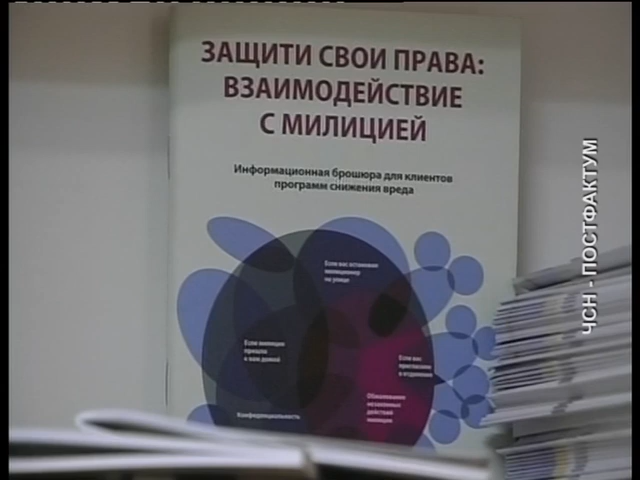 ЗАЩИТИ СВОИ ПРАВА:
ВЗАИМОДЕЙСТВИЕ
С МИЛИЦИЕЙ
Информационная брошюра для клиентов
программ снижения вреда
Если вас остановил
милиционер
на улице
Если милиция
пришла
к вам домой
Если вас
пригласили
в отделение
Обжалование
незаконных
действий
милиции
Конфиденциальность
ЧСН - ПОСТФАКТУМ